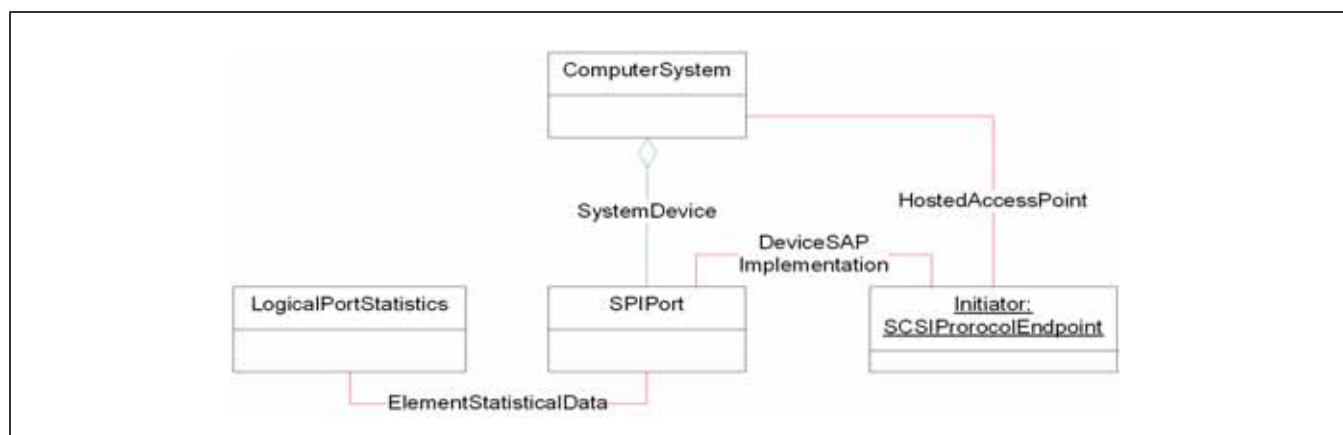 ComputerSystem
SystemDevice
HostedAccessPoint
DeviceSAP
Implementation
LogicalPortStatistics
SPIPort
Initiator:
SCSIProrocolEndpoint
ElementStatisticalData